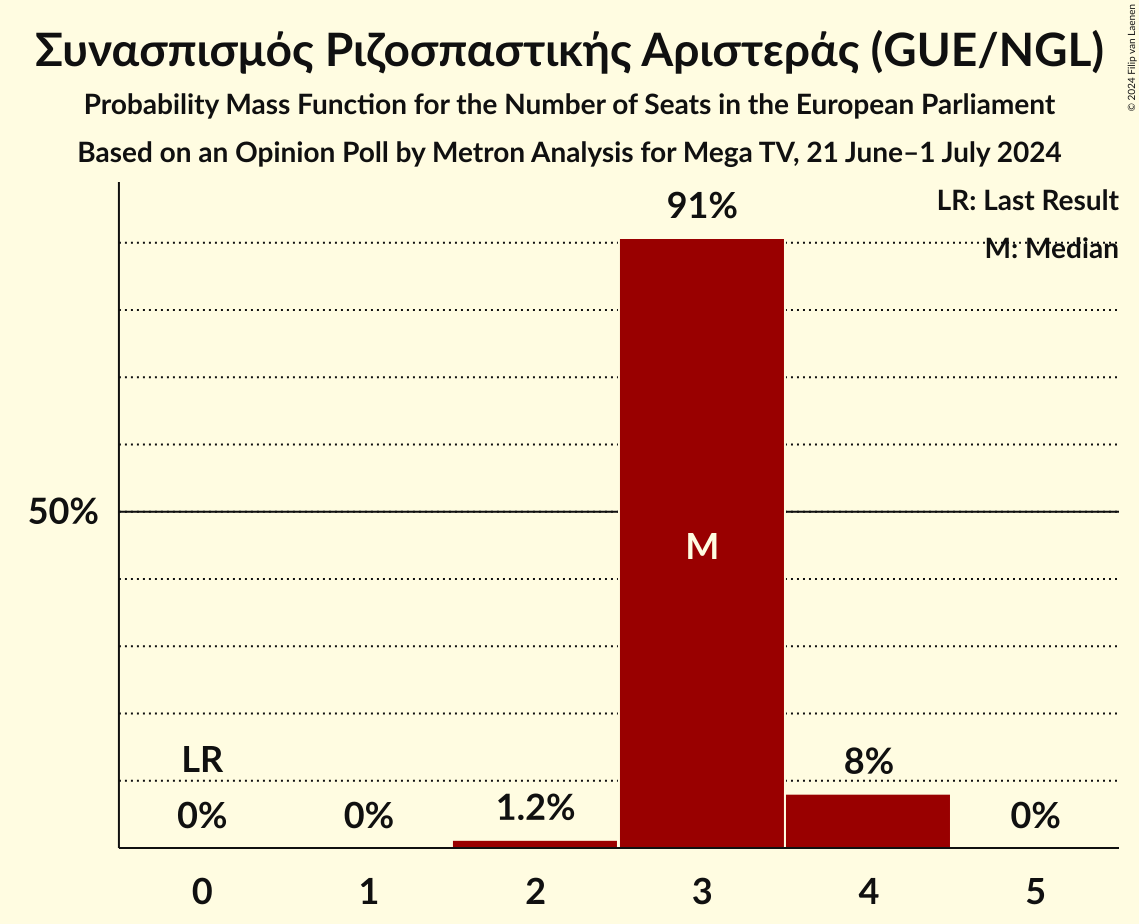 Συνασπισμός Ριζοσπαστικής Αριστεράς (GUE/NGL)
Probability Mass Function for the Number of Seats in the European Parliament
Based on an Opinion Poll by Metron Analysis for Mega TV, 21 June–1 July 2024
© 2024 Filip van Laenen
LR: Last Result
M: Median
91%
50%
M
LR
0%
0%
1.2%
8%
0%
0 1 2 3 4 5